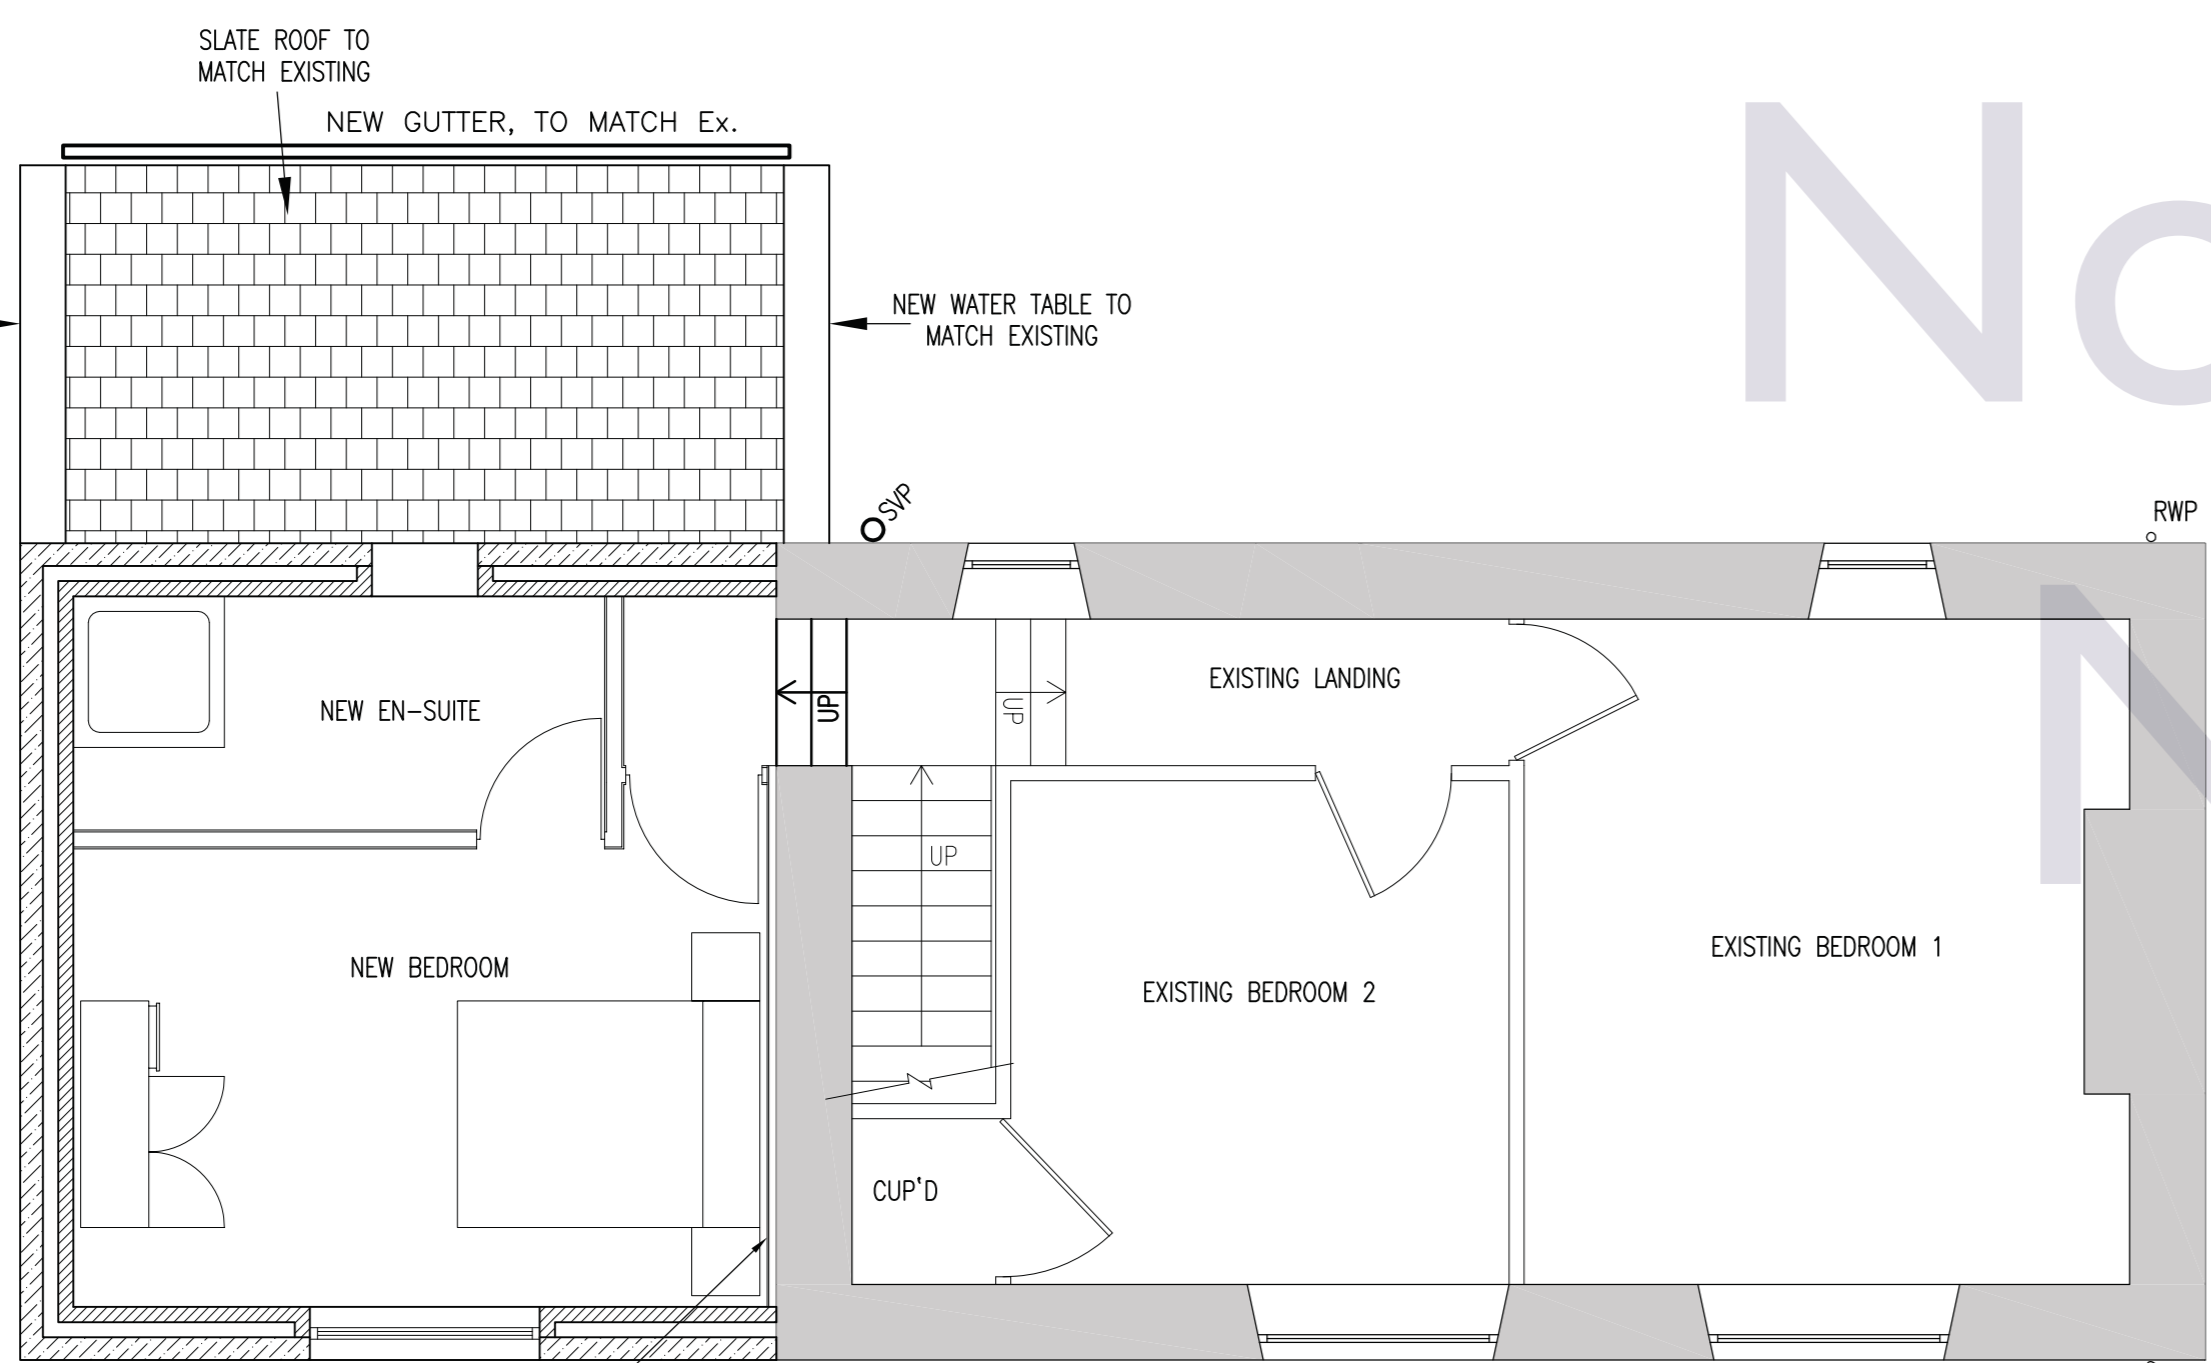 SLATE ROOF TO
MATCH EXISTING
NEW GUTTER, TO MATCH Ex.
NEW WATER TABLE TO
MATCH EXISTING
SVP
RWP
NEW EN-SUITE
UP
UP
EXISTING LANDING
UP
NEW BEDROOM
EXISTING BEDROOM 2
EXISTING BEDROOM 1
CUP'D
No
N